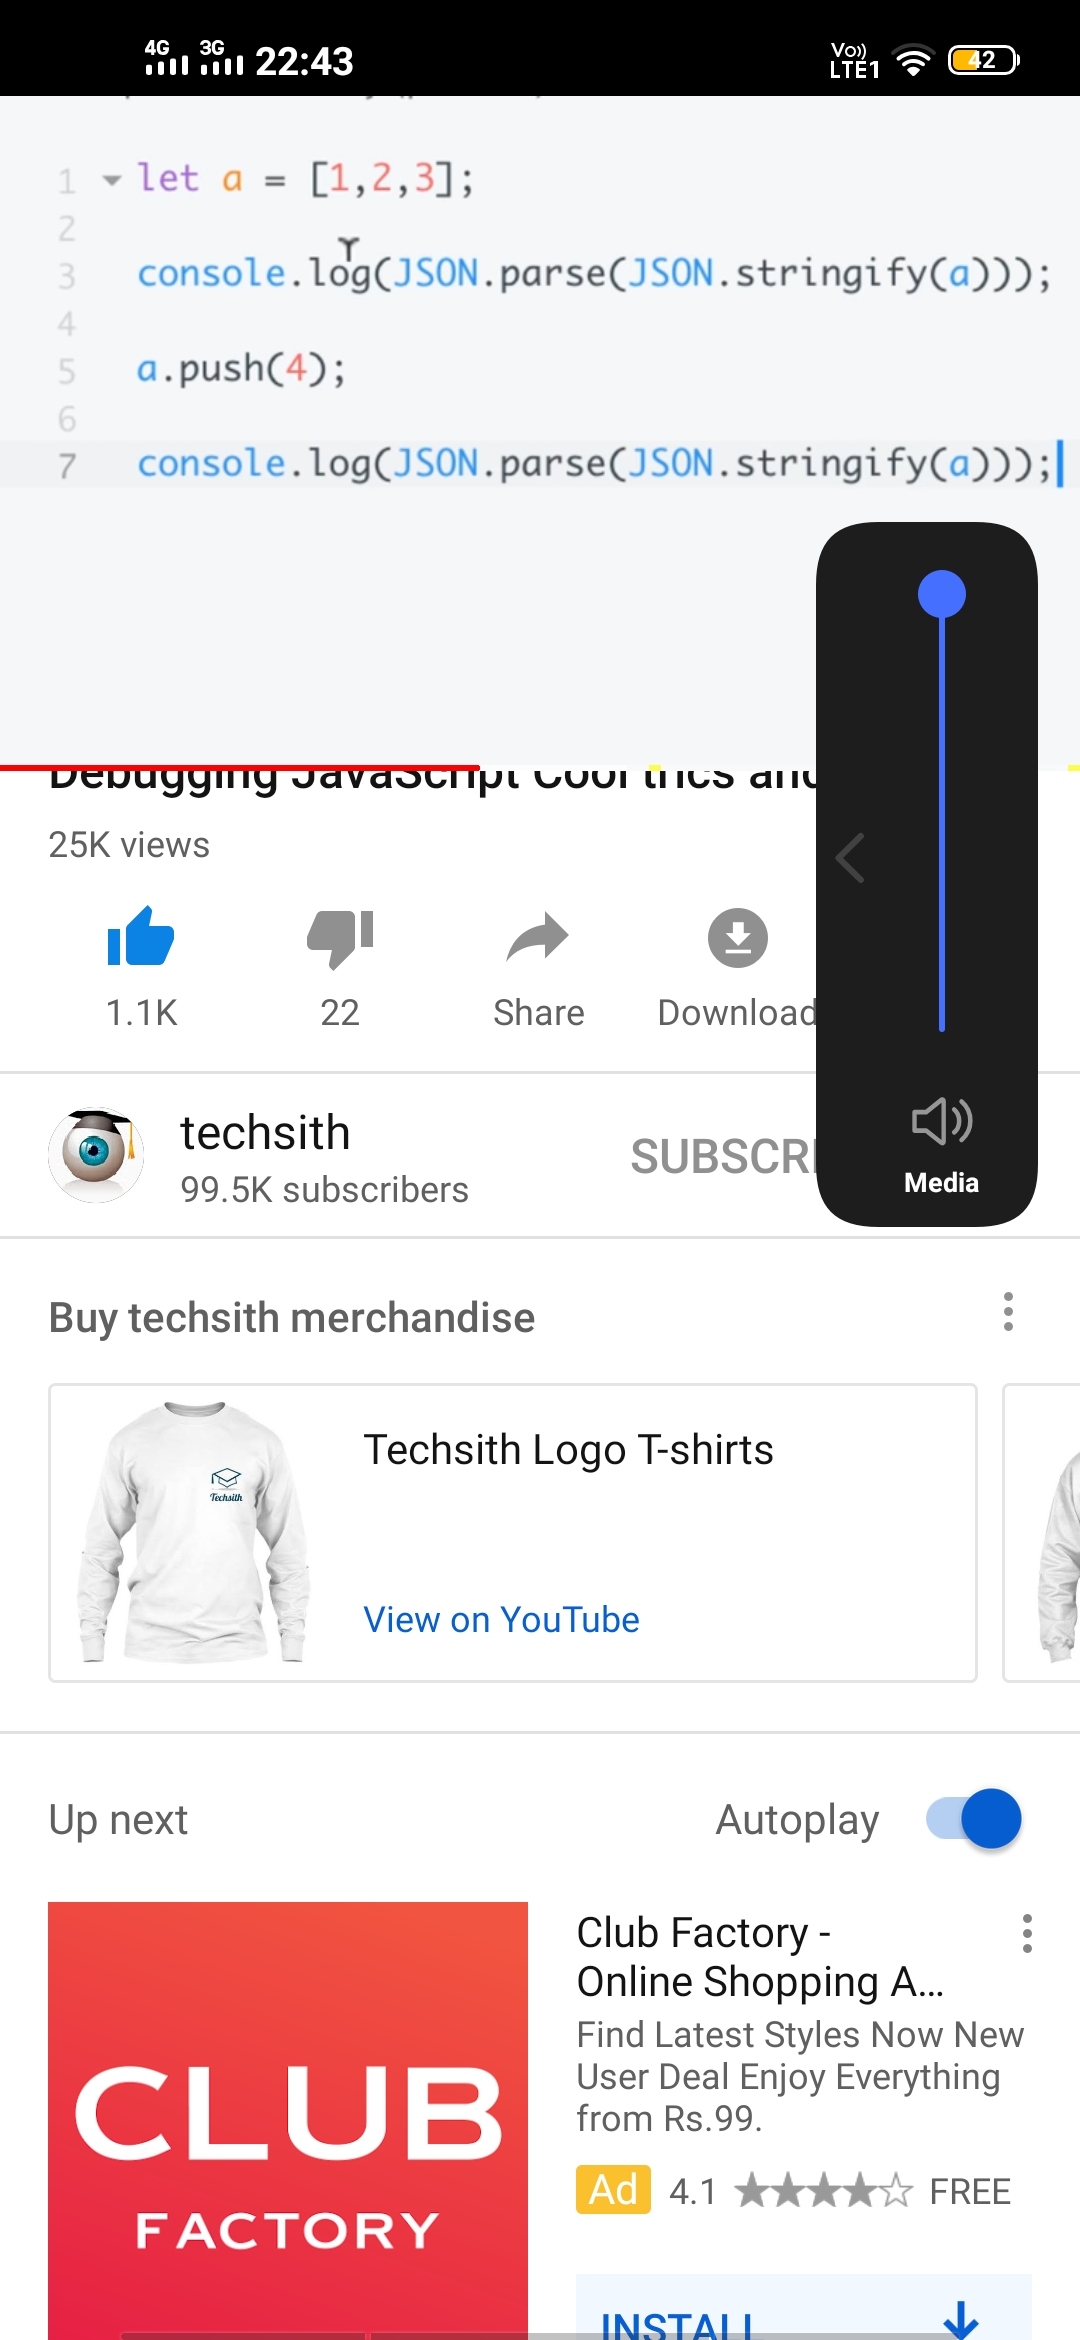 4G 3G 22:43 Vo)) LTE1 42
1 let a = [1,2,3];
2
3 console.log(JSON.parse(JSON.stringify(a)));
4
5 a.push(4);
6
7 console.log(JSON.parse(JSON.stringify(a)));
Debugging JavaScript Cool trics and
25K views
1.1K 22 Share Download
techsith
99.5K subscribers
SUBSCRI
Media
Buy techsith merchandise
Techsith Logo T-shirts
Techsith
View on YouTube
Up next Autoplay
CLUB
FACTORY
Club Factory -
Online Shopping A...
Find Latest Styles Now New
User Deal Enjoy Everything
from Rs.99.
Ad 4.1 FREE
INSTALL